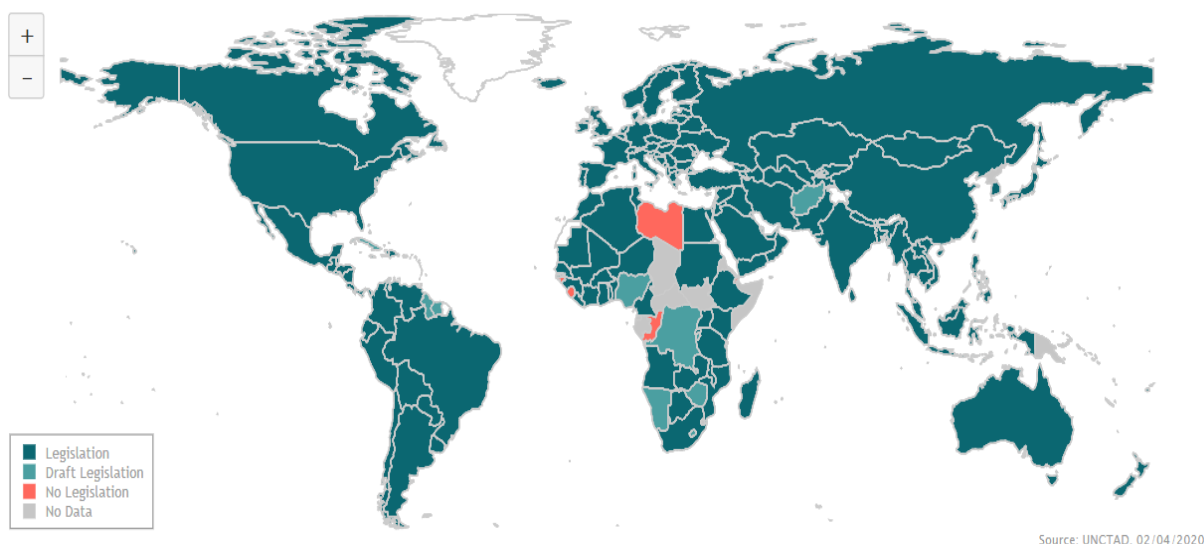 +
−
Legislation
Draft Legislation
No Legislation
No Data
Source: UNCTAD, 02/04/2020